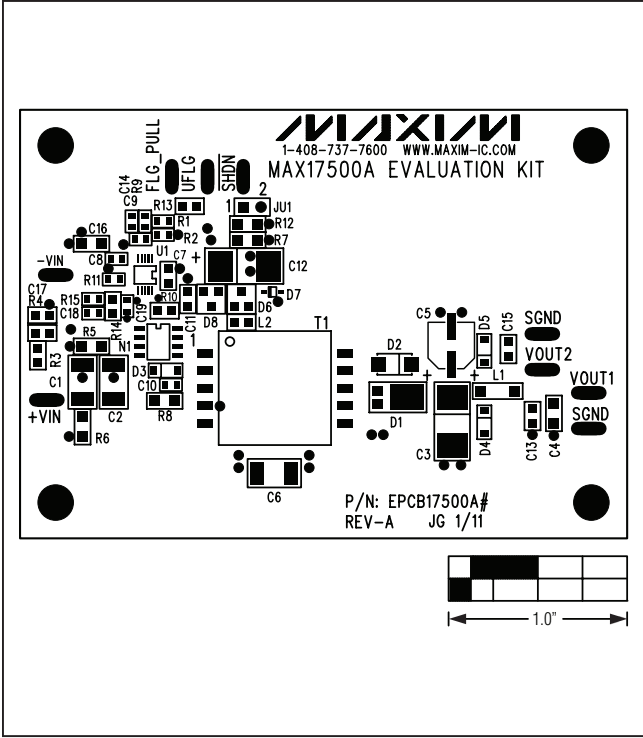 MAXIM
1-408-737-7600 WWW.MAXIM-IC.COM
MAX17500A EVALUATION KIT
FLG_PULL
UFLG
SHDN
2
1
JU1
C14
R9
C9
R13
R1
R12
R2
R7
C16
C8
U1
C7
+
C12
-VIN
R11
C17
R4
R15
C18
R14
C19
R10
C11
D8
D6
D7
L2
T1
R5
N1
1
R3
C1
C2
D3
C10
R8
+VIN
R6
C5
D5
C15
SGND
VOUT2
D2
+
+
L1
VOUT1
SGND
D1
C3
D4
C13
C4
C6
P/N: EPCB17500A#
REV-A JG 1/11
1.0"